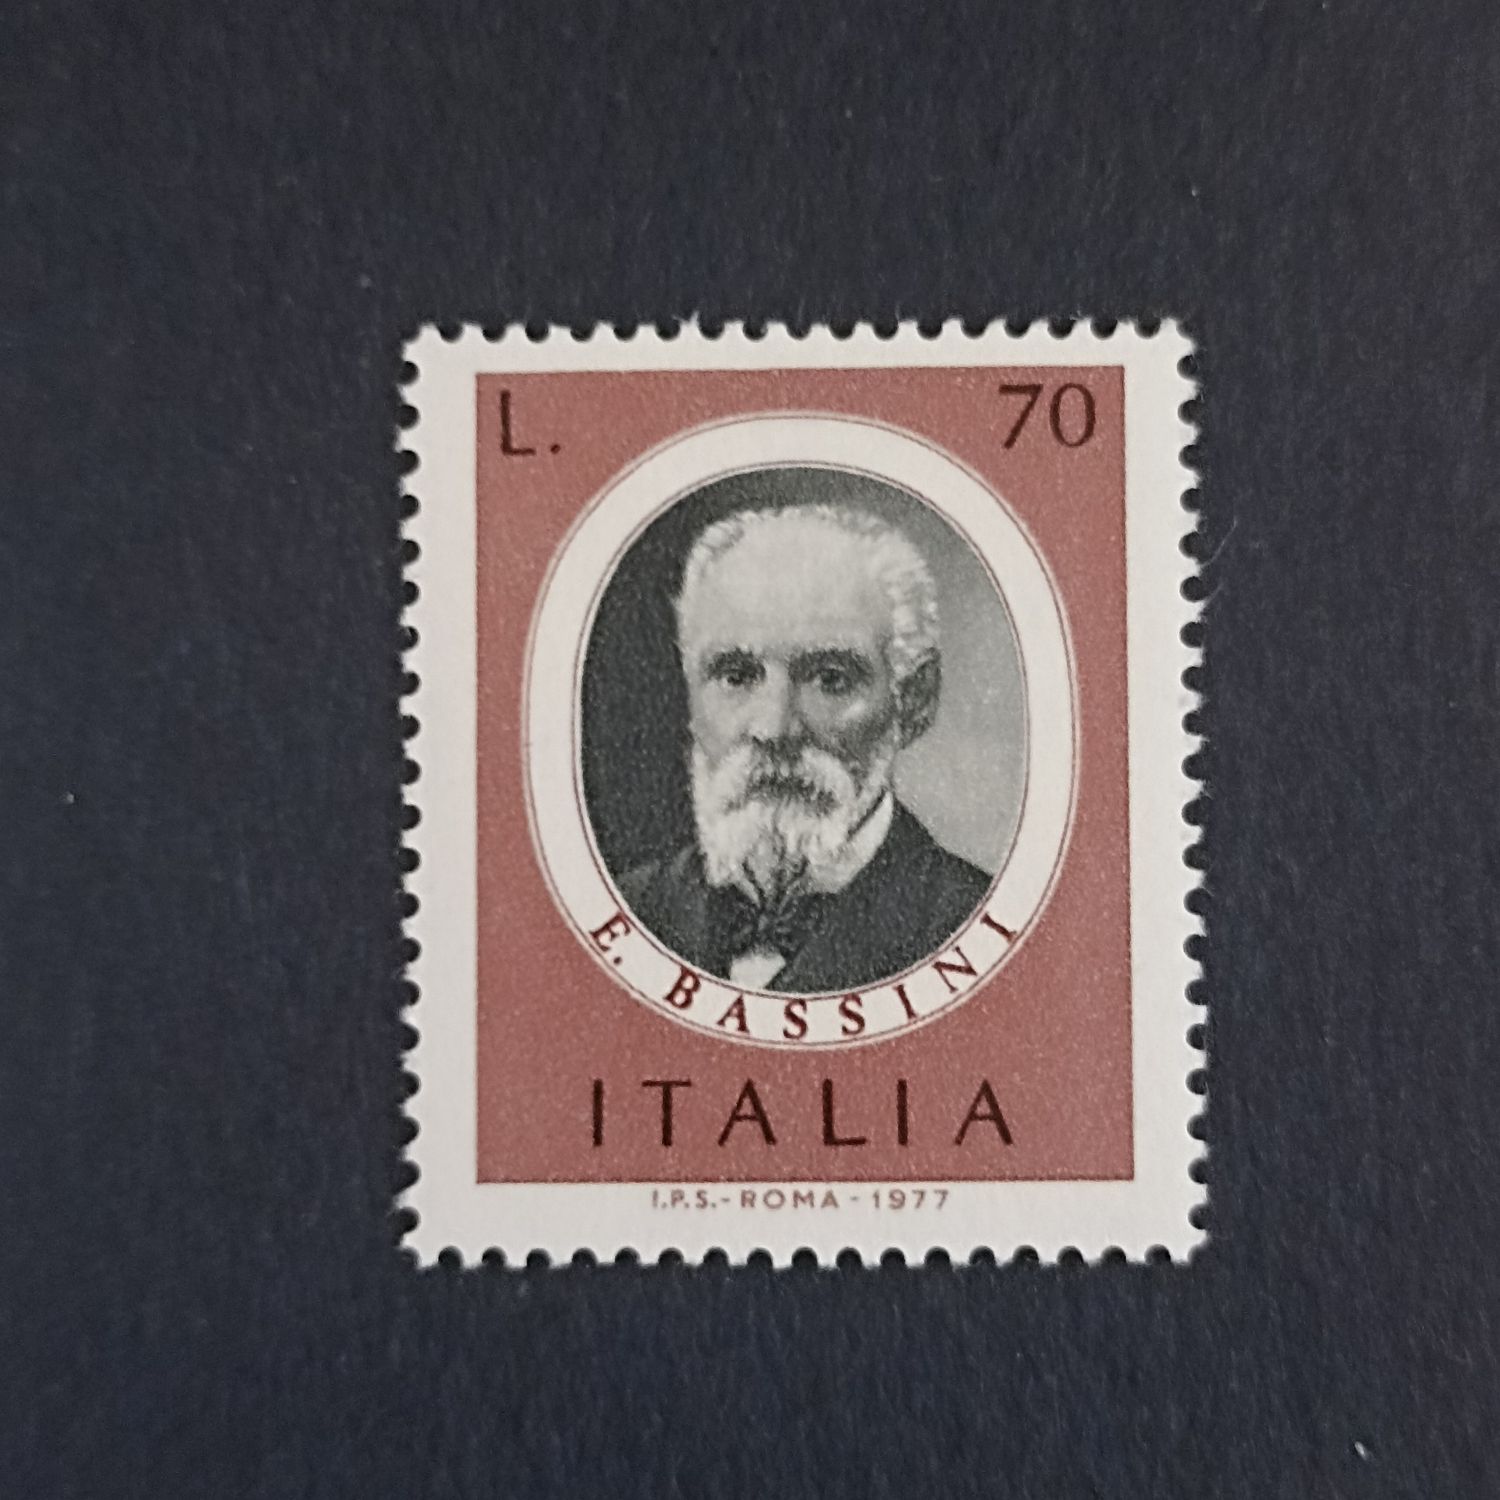 L. 70
E. BASSINI
ITALIA
I.P.S.-ROMA-1977